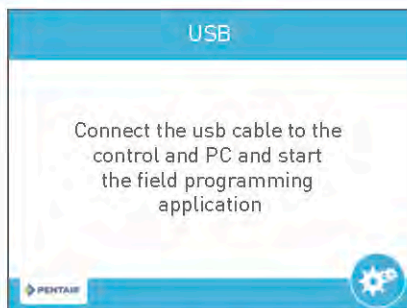 USB
Connect the usb cable to the
control and PC and start
the field programming
application
PENTAIR